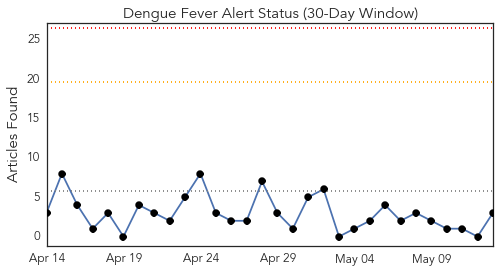 Dengue Fever Alert Status (30-Day Window)
25
20
15
10
5
0
Articles Found
Apr 14
Apr 19
Apr 24
Apr 29
May 04
May 09